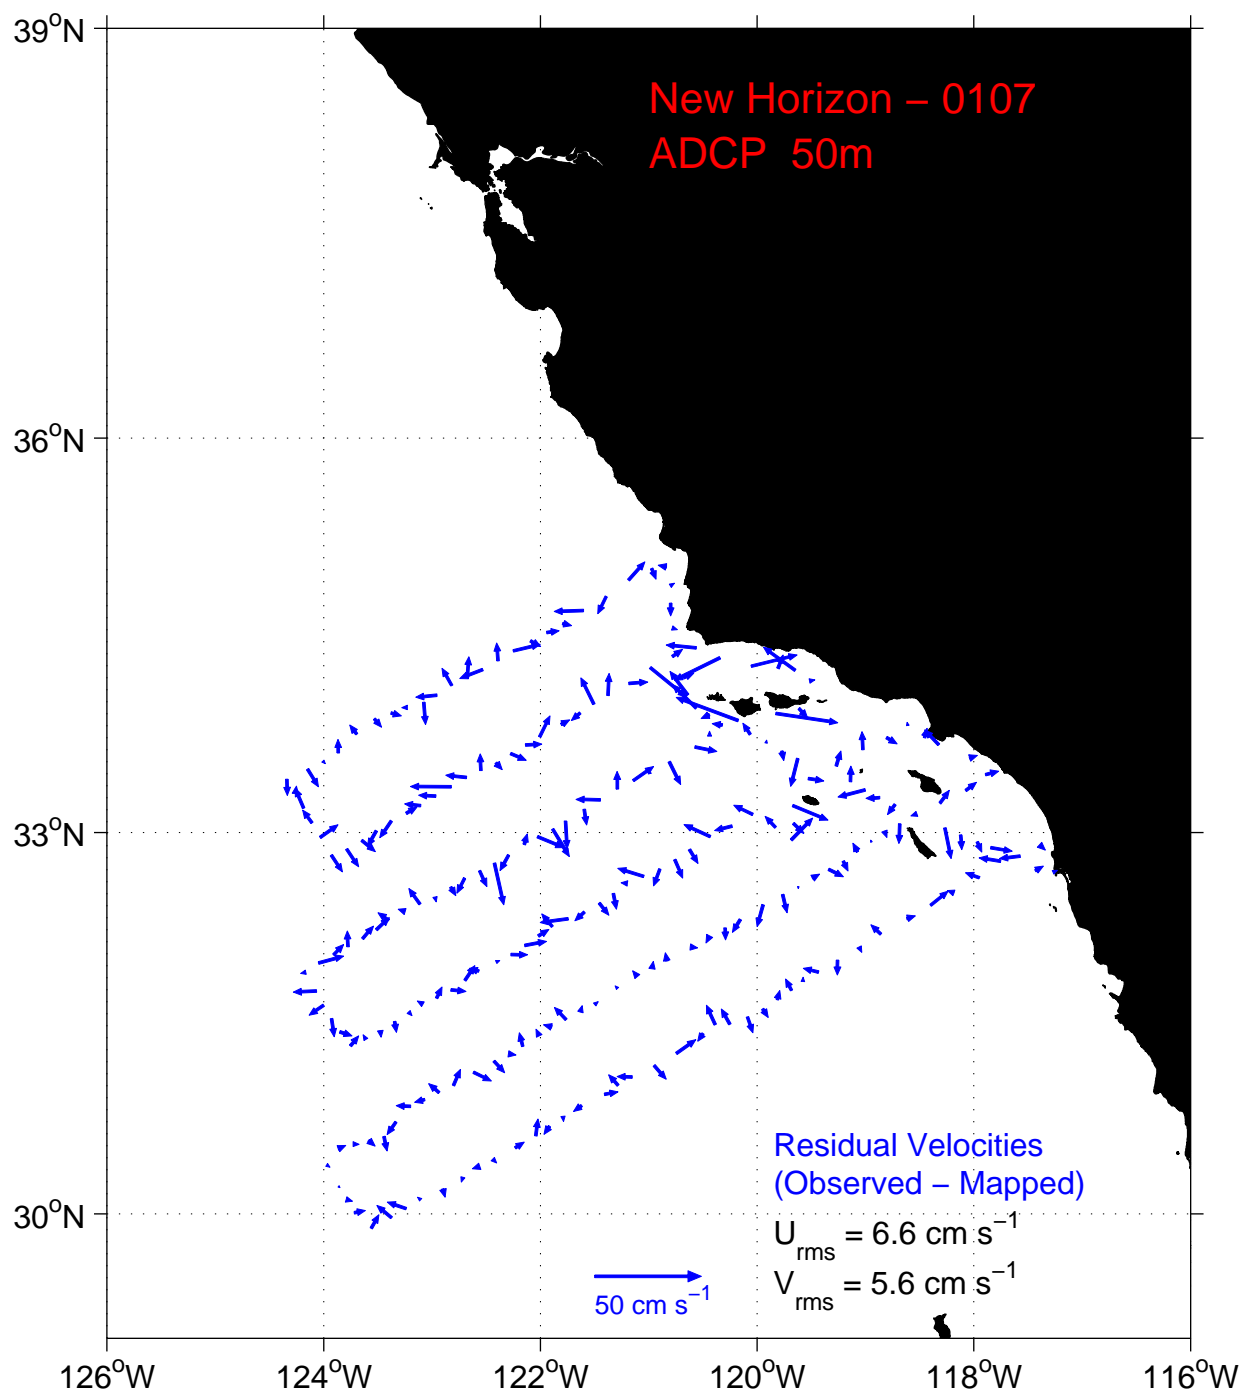 39°N
New Horizon – 0107
ADCP 50m
36°N
33°N
Residual Velocities
(Observed – Mapped)
30°N
U_rms = 6.6 cm s⁻¹
V_rms = 5.6 cm s⁻¹
50 cm s⁻¹
126°W 124°W 122°W 120°W 118°W 116°W